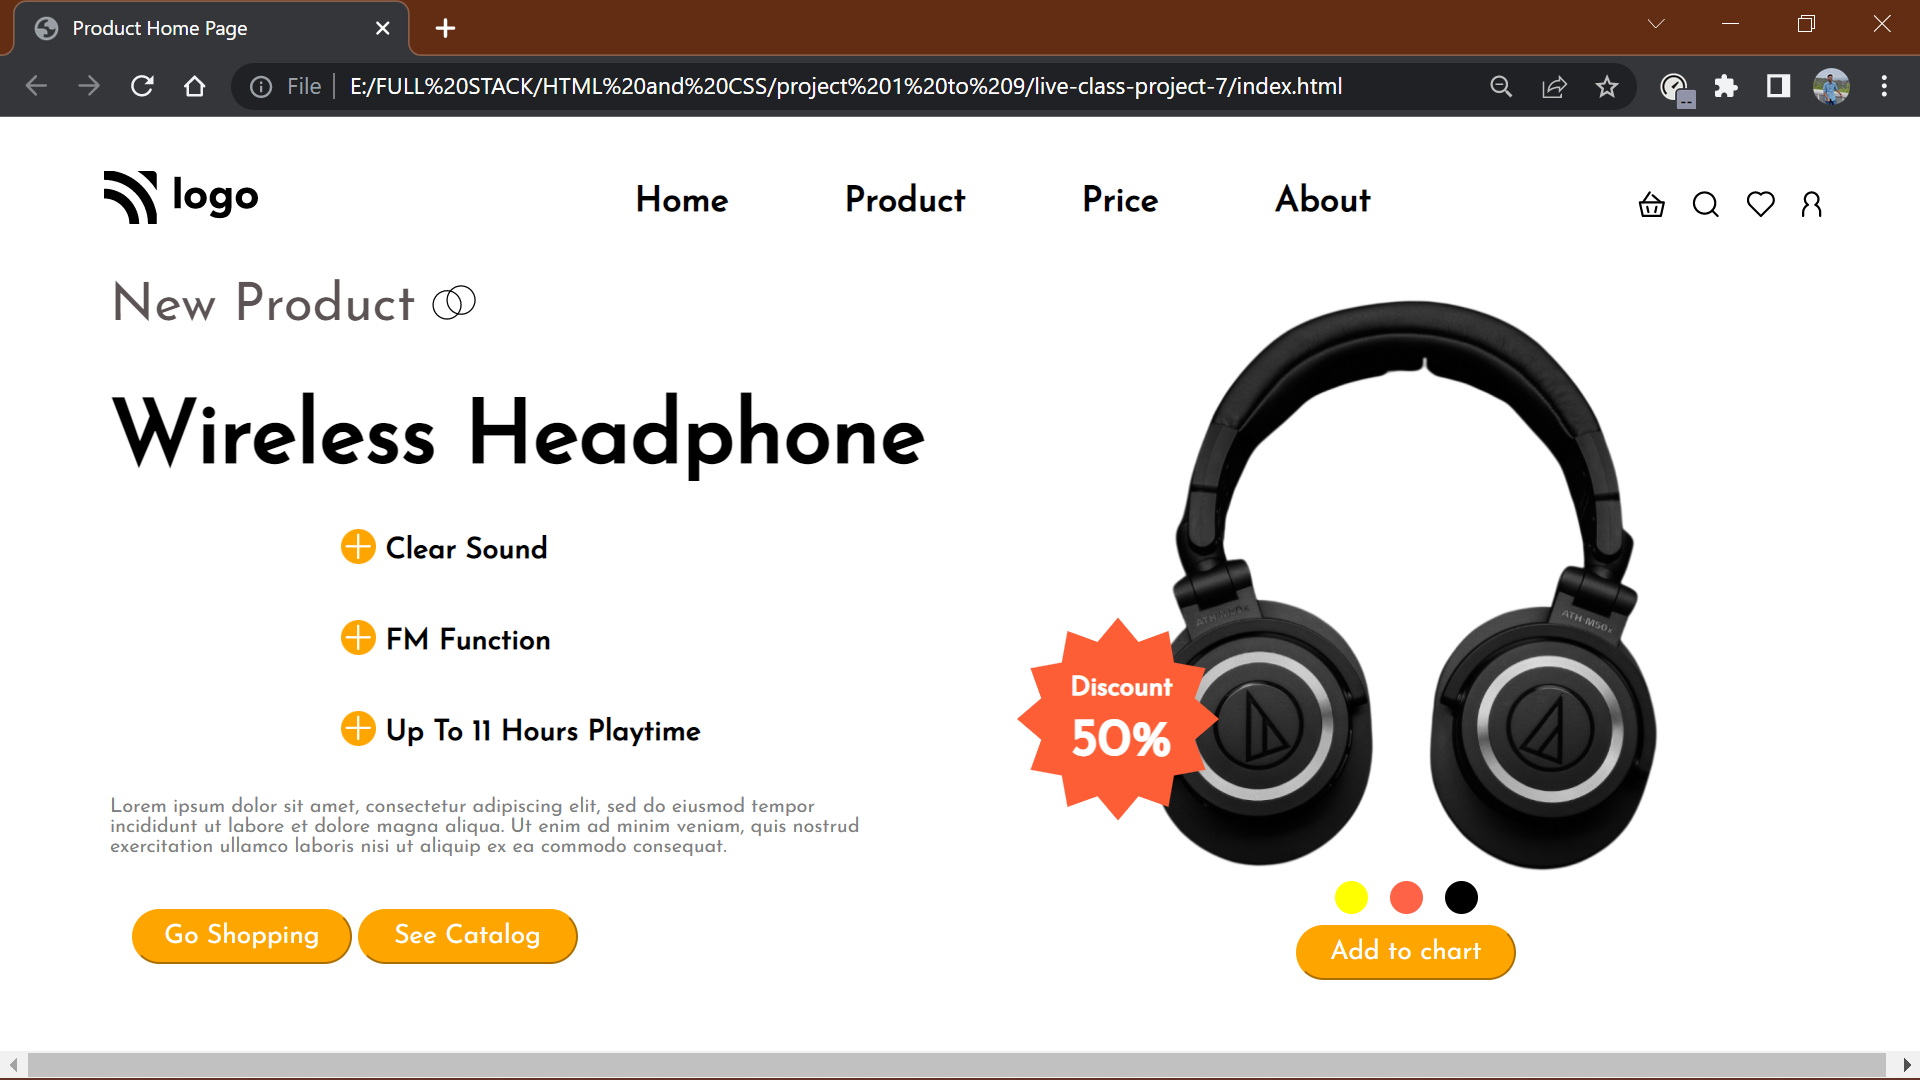 Product Home Page
File
E:/FULL%20STACK/HTML%20and%20CSS/project%201%20to%209/live-class-project-7/index.html
logo
Home
Product
Price
About
New Product
Wireless Headphone
Clear Sound
FM Function
Up To 11 Hours Playtime
Lorem ipsum dolor sit amet, consectetur adipiscing elit, sed do eiusmod tempor
incididunt ut labore et dolore magna aliqua. Ut enim ad minim veniam, quis nostrud
exercitation ullamco laboris nisi ut aliquip ex ea commodo consequat.
Go Shopping
See Catalog
ATH-M50x
Discount
50%
Add to chart